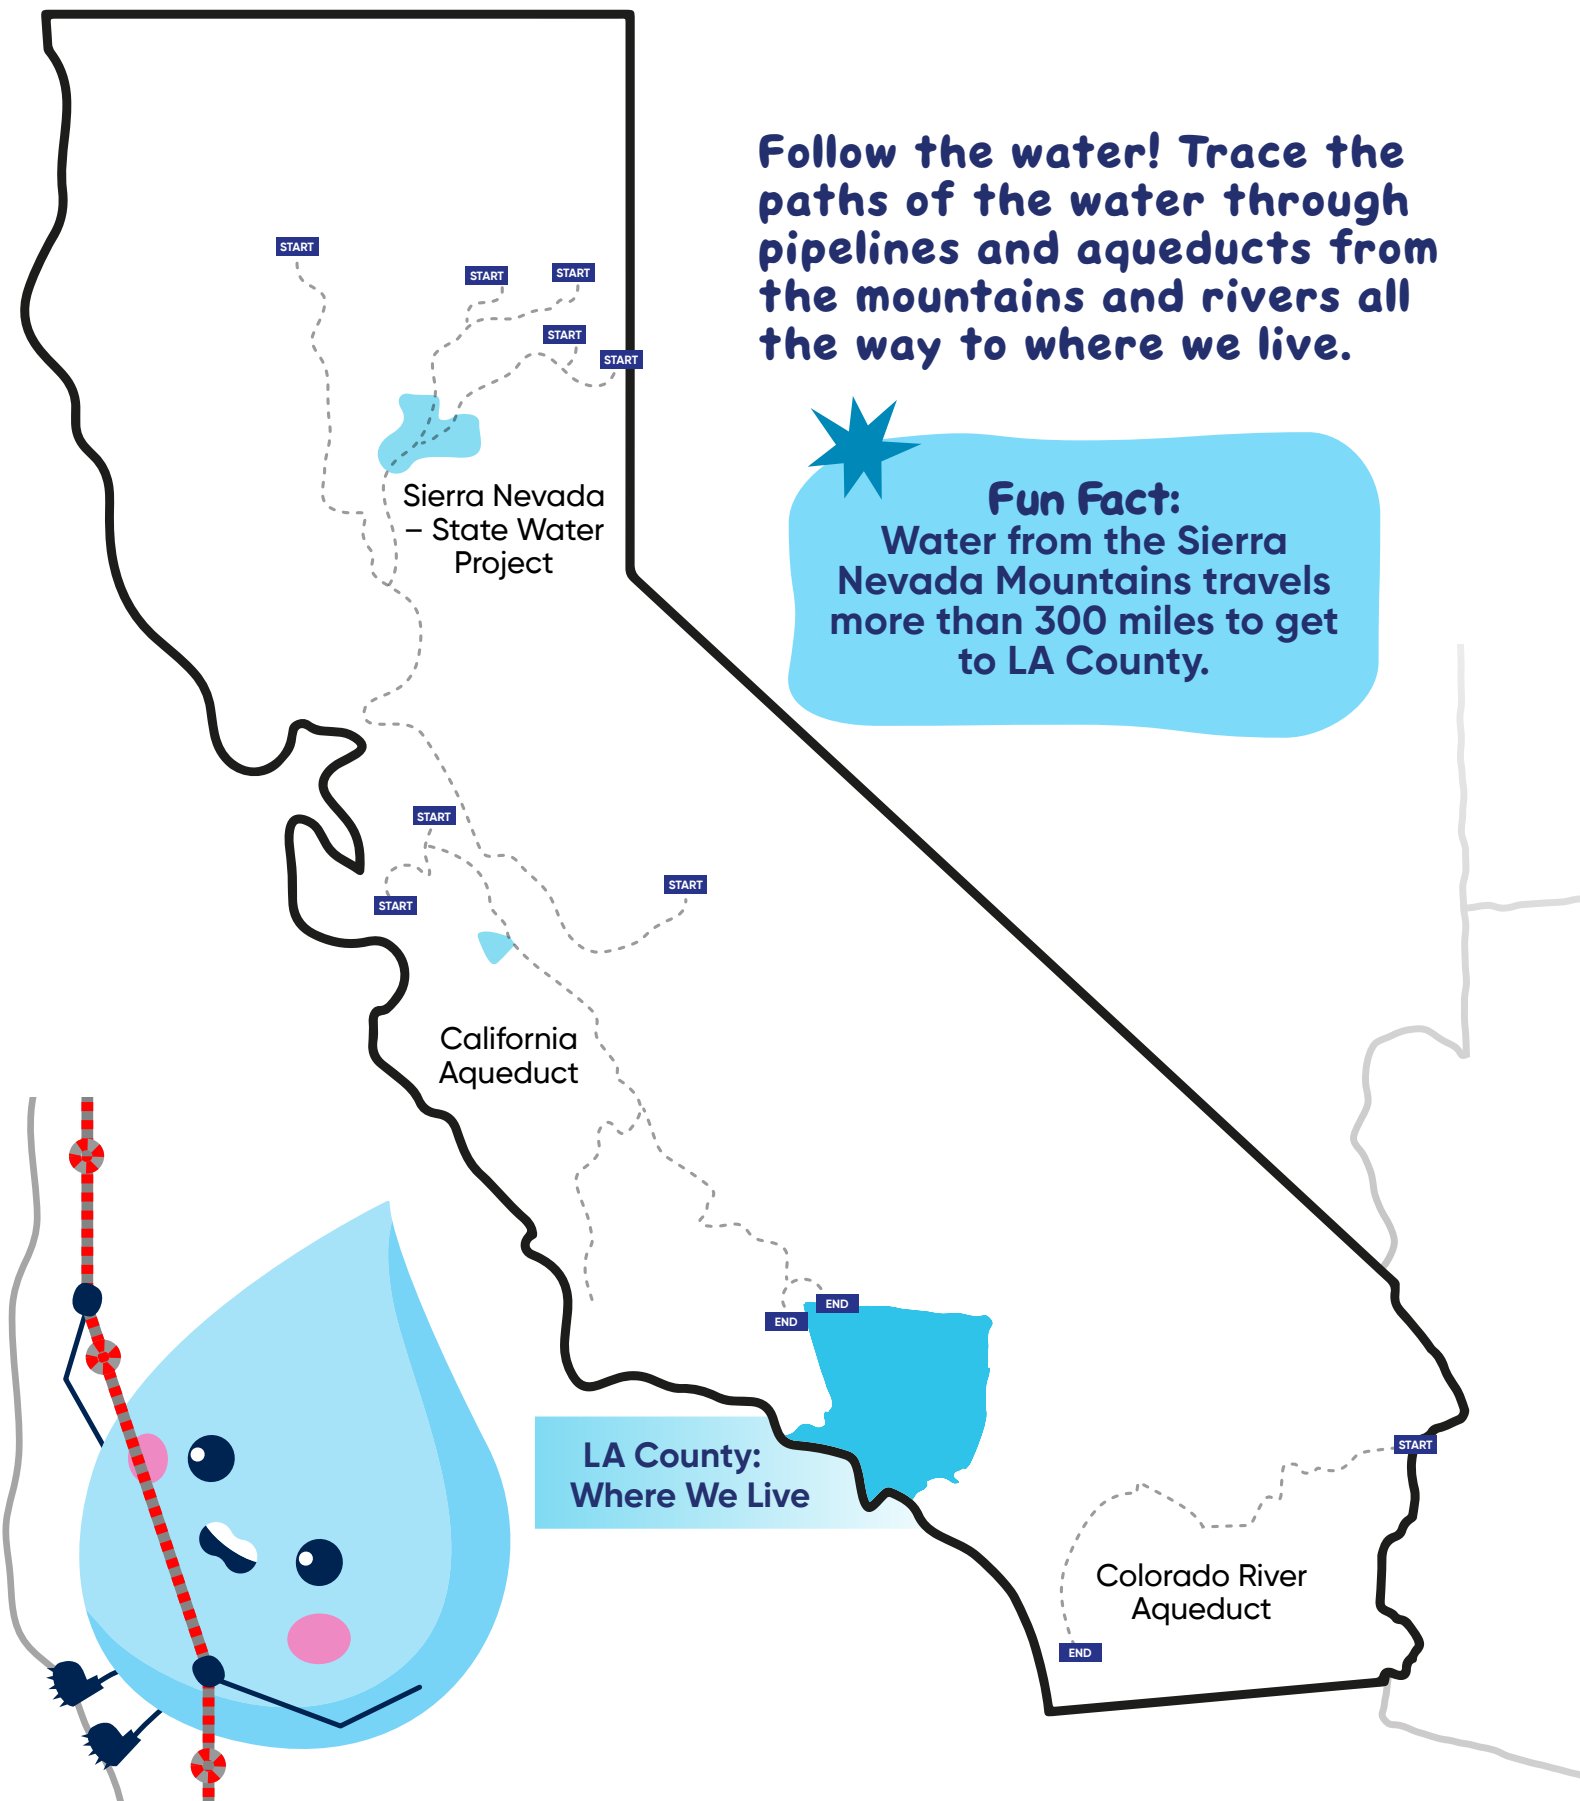 Follow the water! Trace the
paths of the water through
pipelines and aqueducts from
the mountains and rivers all
the way to where we live.
START
START
START
START
START
Fun Fact:
Water from the Sierra
Nevada Mountains travels
more than 300 miles to get
to LA County.
Sierra Nevada
– State Water
Project
START
START
START
California
Aqueduct
END
END
LA County:
Where We Live
START
Colorado River
Aqueduct
END